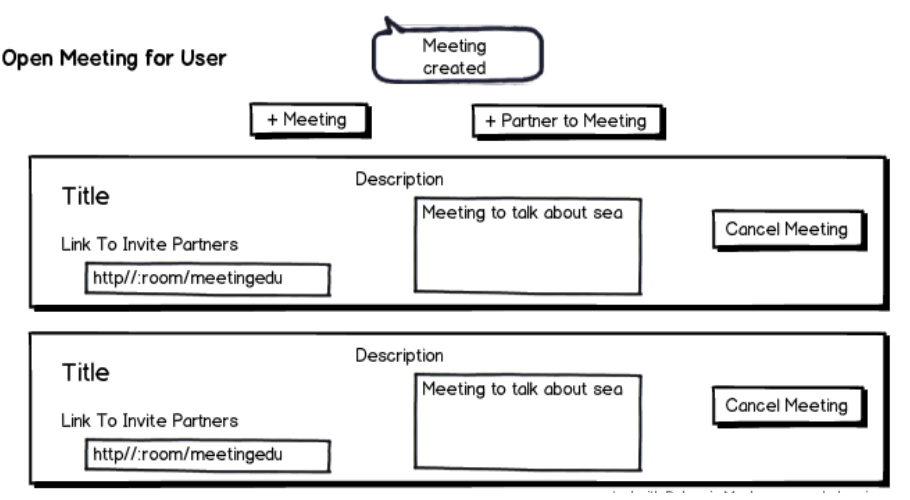 Open Meeting for User
Meeting
created
+ Meeting
+ Partner to Meeting
Title
Description
Meeting to talk about sea
Cancel Meeting
Link To Invite Partners
http//:room/meetingedu
Title
Description
Meeting to talk about sea
Cancel Meeting
Link To Invite Partners
http//:room/meetingedu